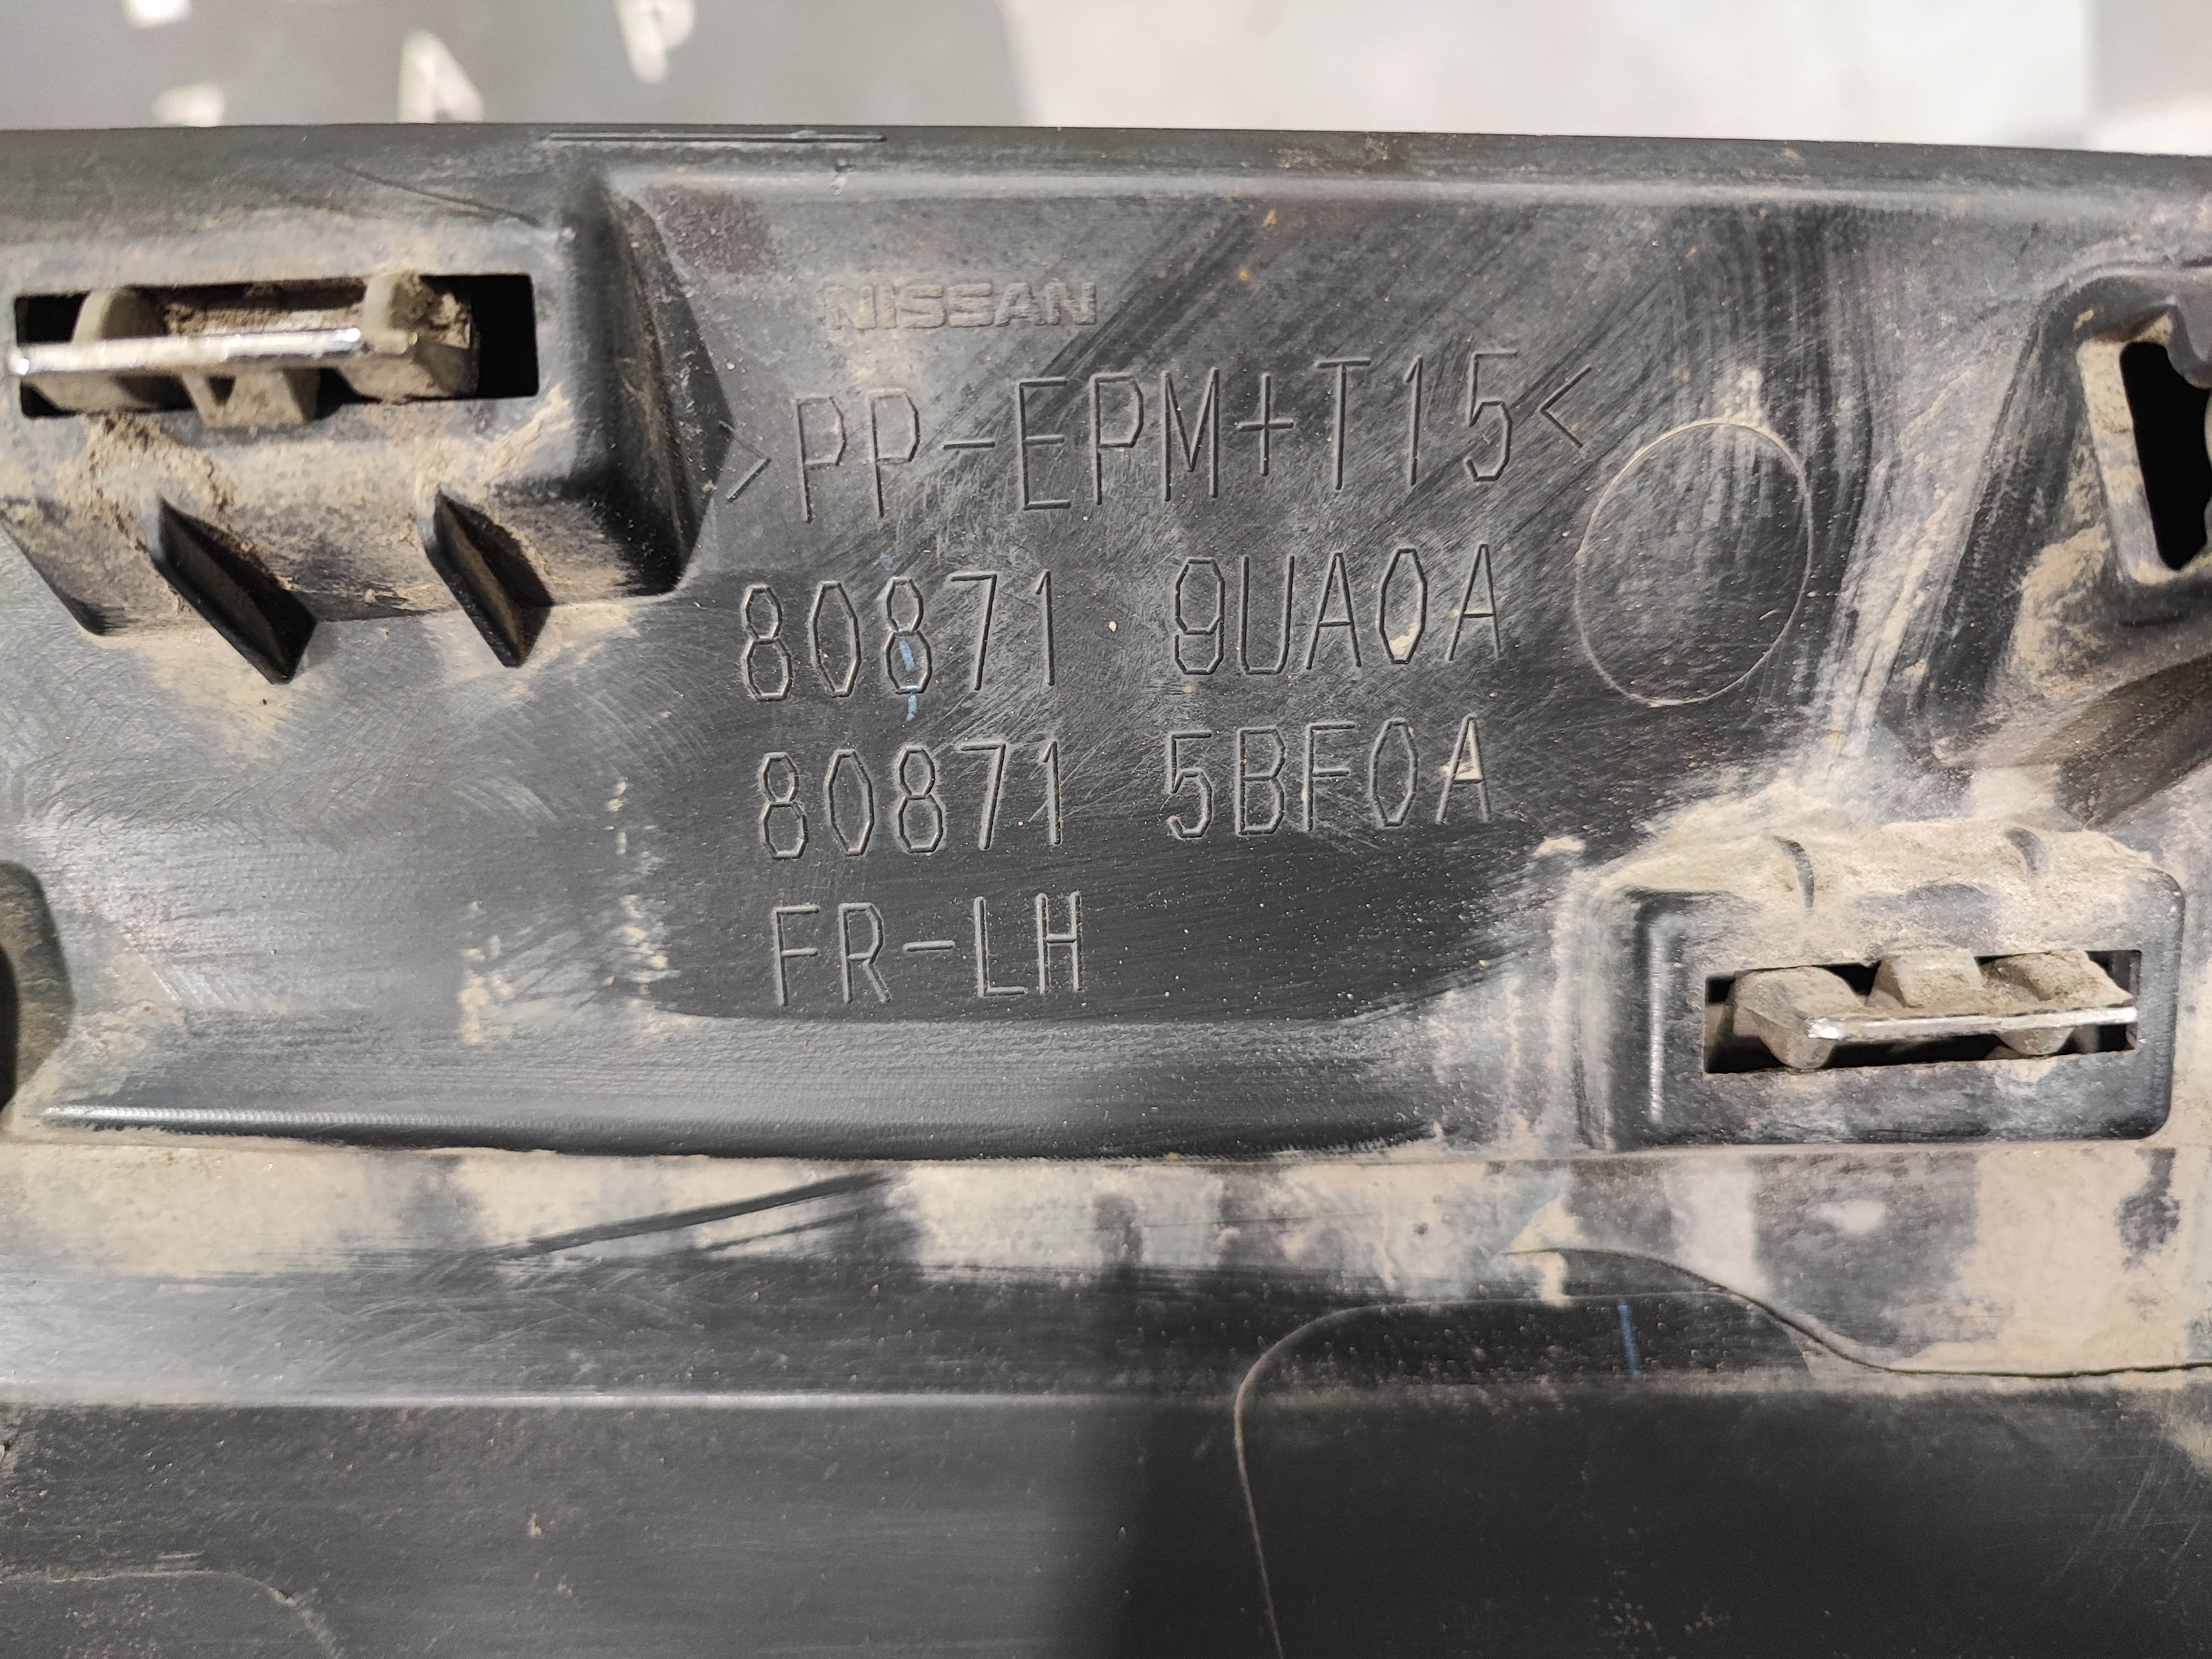 NISSAN
>PP-EPM+T15<
80871 9UA0A
80871 5BF0A
FR-LH